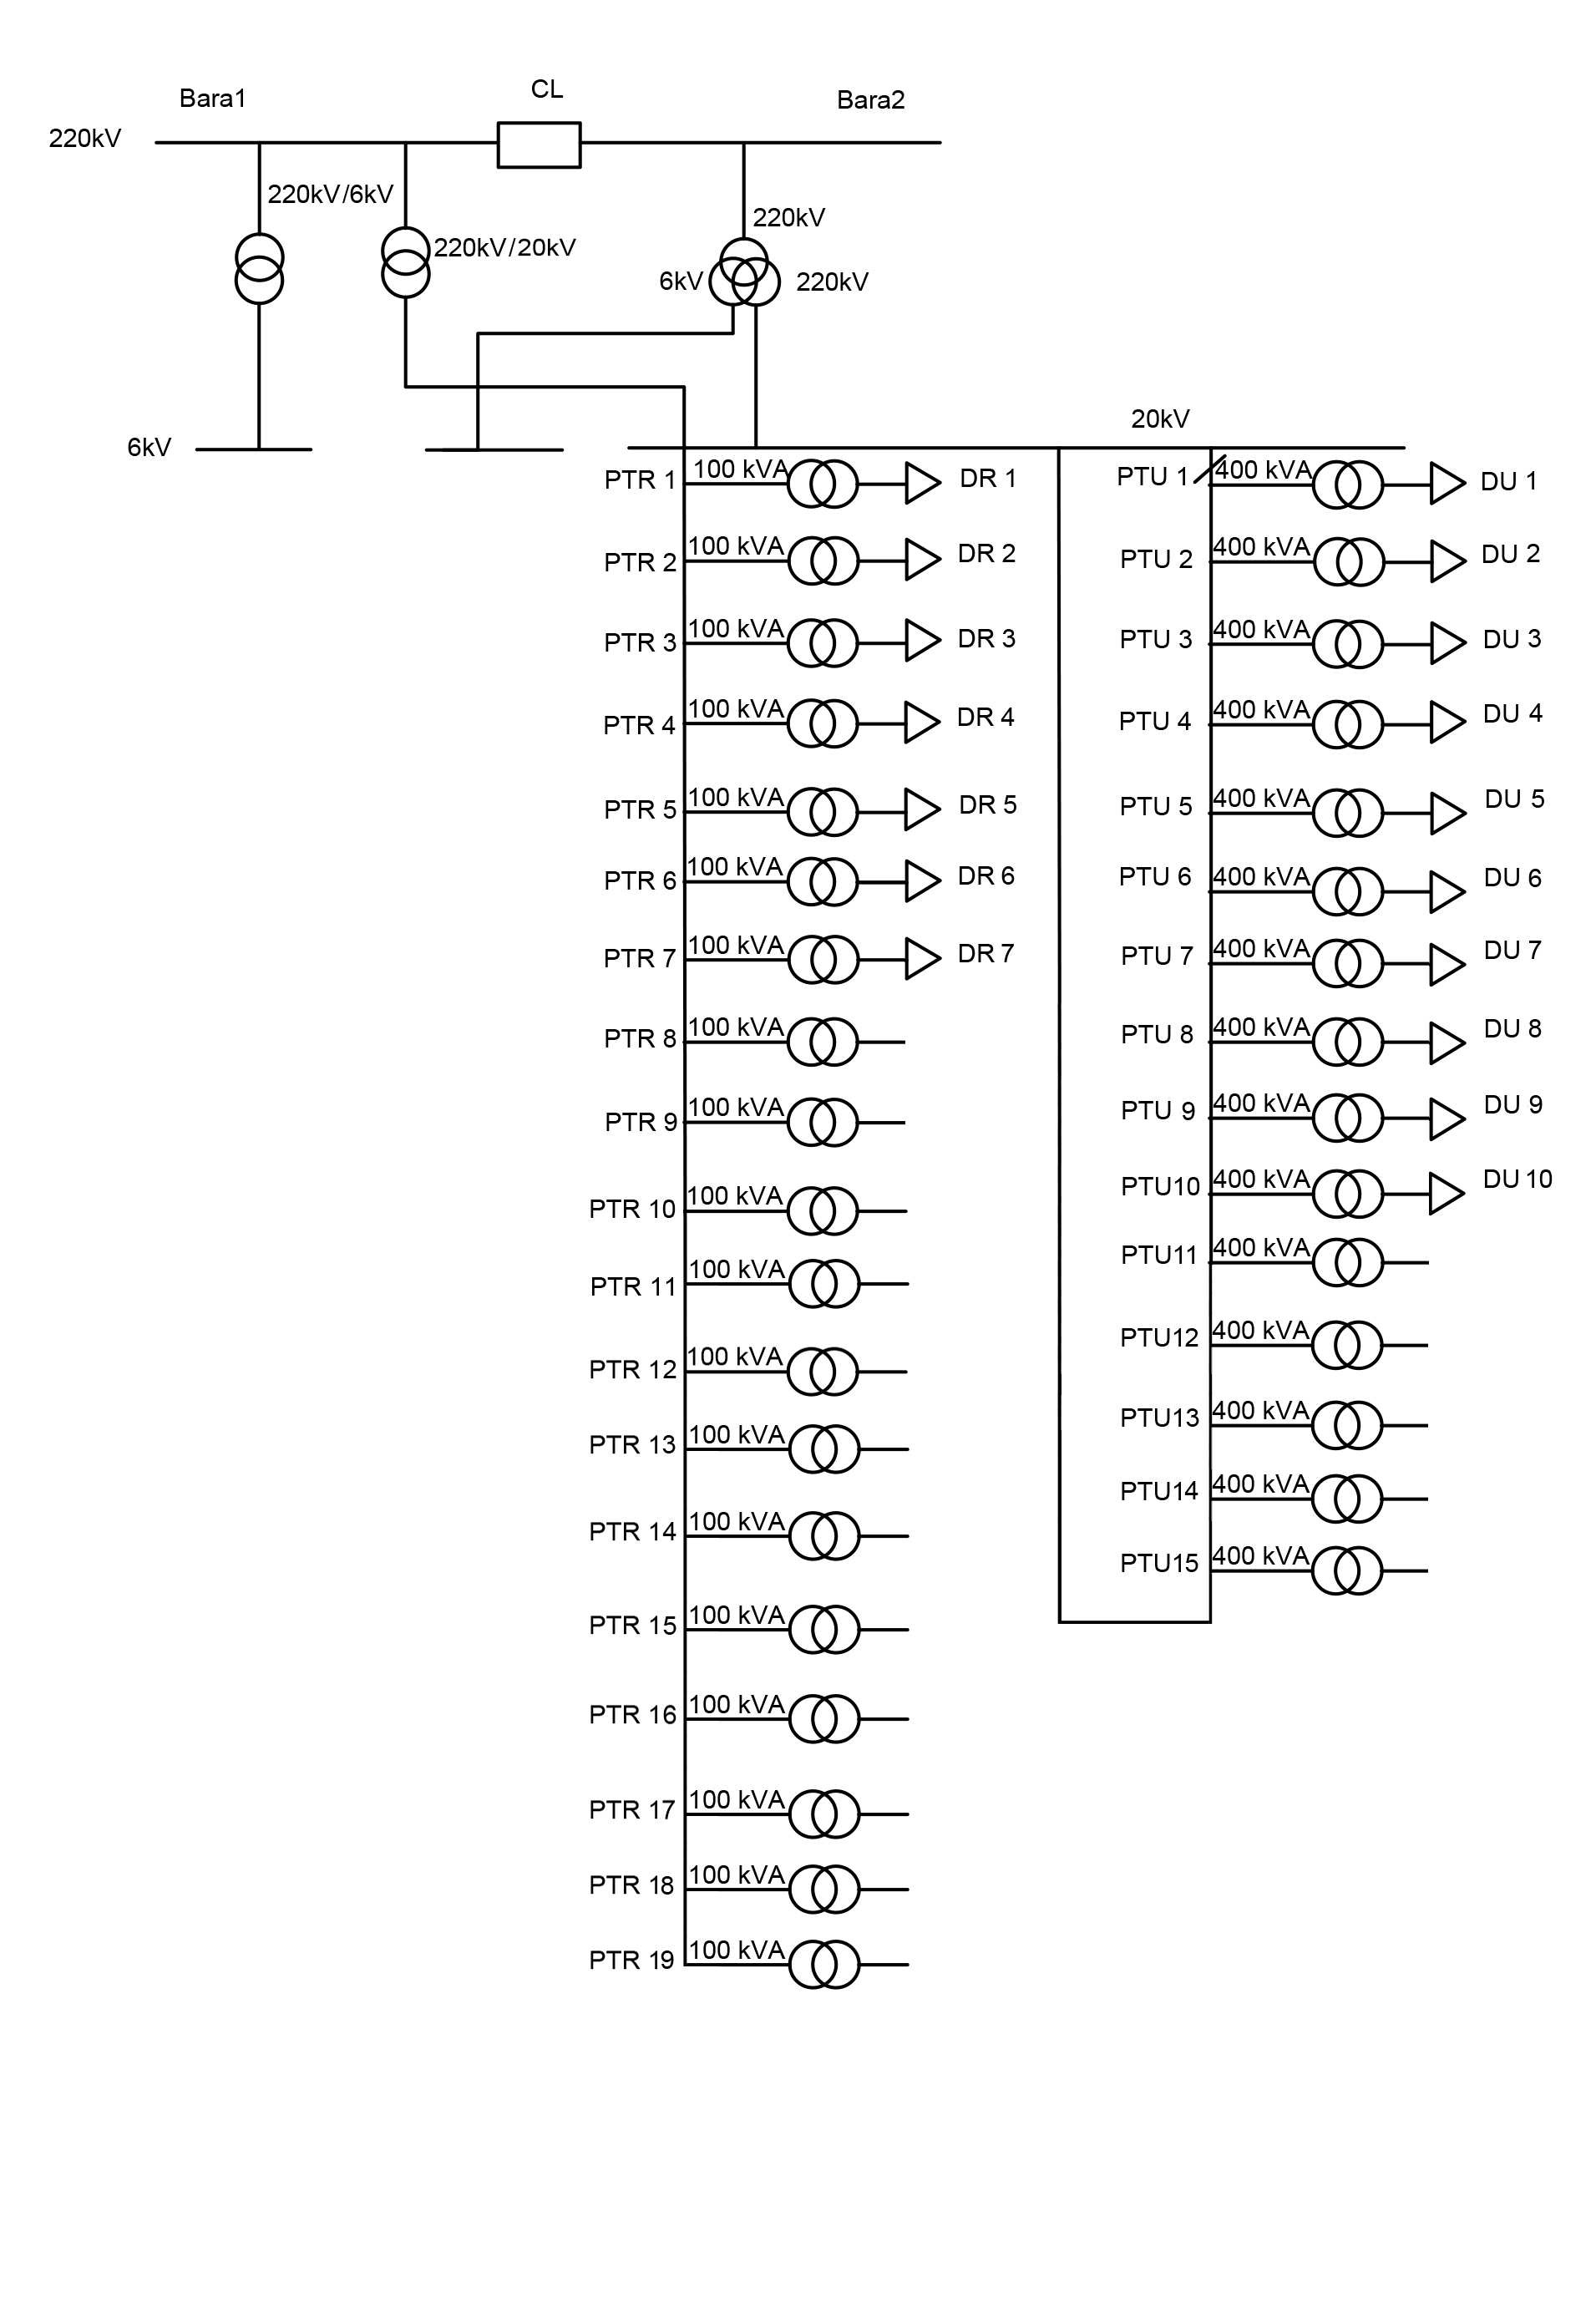 Bara1
CL
Bara2
220kV
220kV/6kV
220kV/20kV
220kV
6kV
220kV
6kV
20kV
PTR 1 100 kVA DR 1
PTR 2 100 kVA DR 2
PTR 3 100 kVA DR 3
PTR 4 100 kVA DR 4
PTR 5 100 kVA DR 5
PTR 6 100 kVA DR 6
PTR 7 100 kVA DR 7
PTR 8 100 kVA
PTR 9 100 kVA
PTR 10 100 kVA
PTR 11 100 kVA
PTR 12 100 kVA
PTR 13 100 kVA
PTR 14 100 kVA
PTR 15 100 kVA
PTR 16 100 kVA
PTR 17 100 kVA
PTR 18 100 kVA
PTR 19 100 kVA
PTU 1 400 kVA DU 1
PTU 2 400 kVA DU 2
PTU 3 400 kVA DU 3
PTU 4 400 kVA DU 4
PTU 5 400 kVA DU 5
PTU 6 400 kVA DU 6
PTU 7 400 kVA DU 7
PTU 8 400 kVA DU 8
PTU 9 400 kVA DU 9
PTU10 400 kVA DU 10
PTU11 400 kVA
PTU12 400 kVA
PTU13 400 kVA
PTU14 400 kVA
PTU15 400 kVA